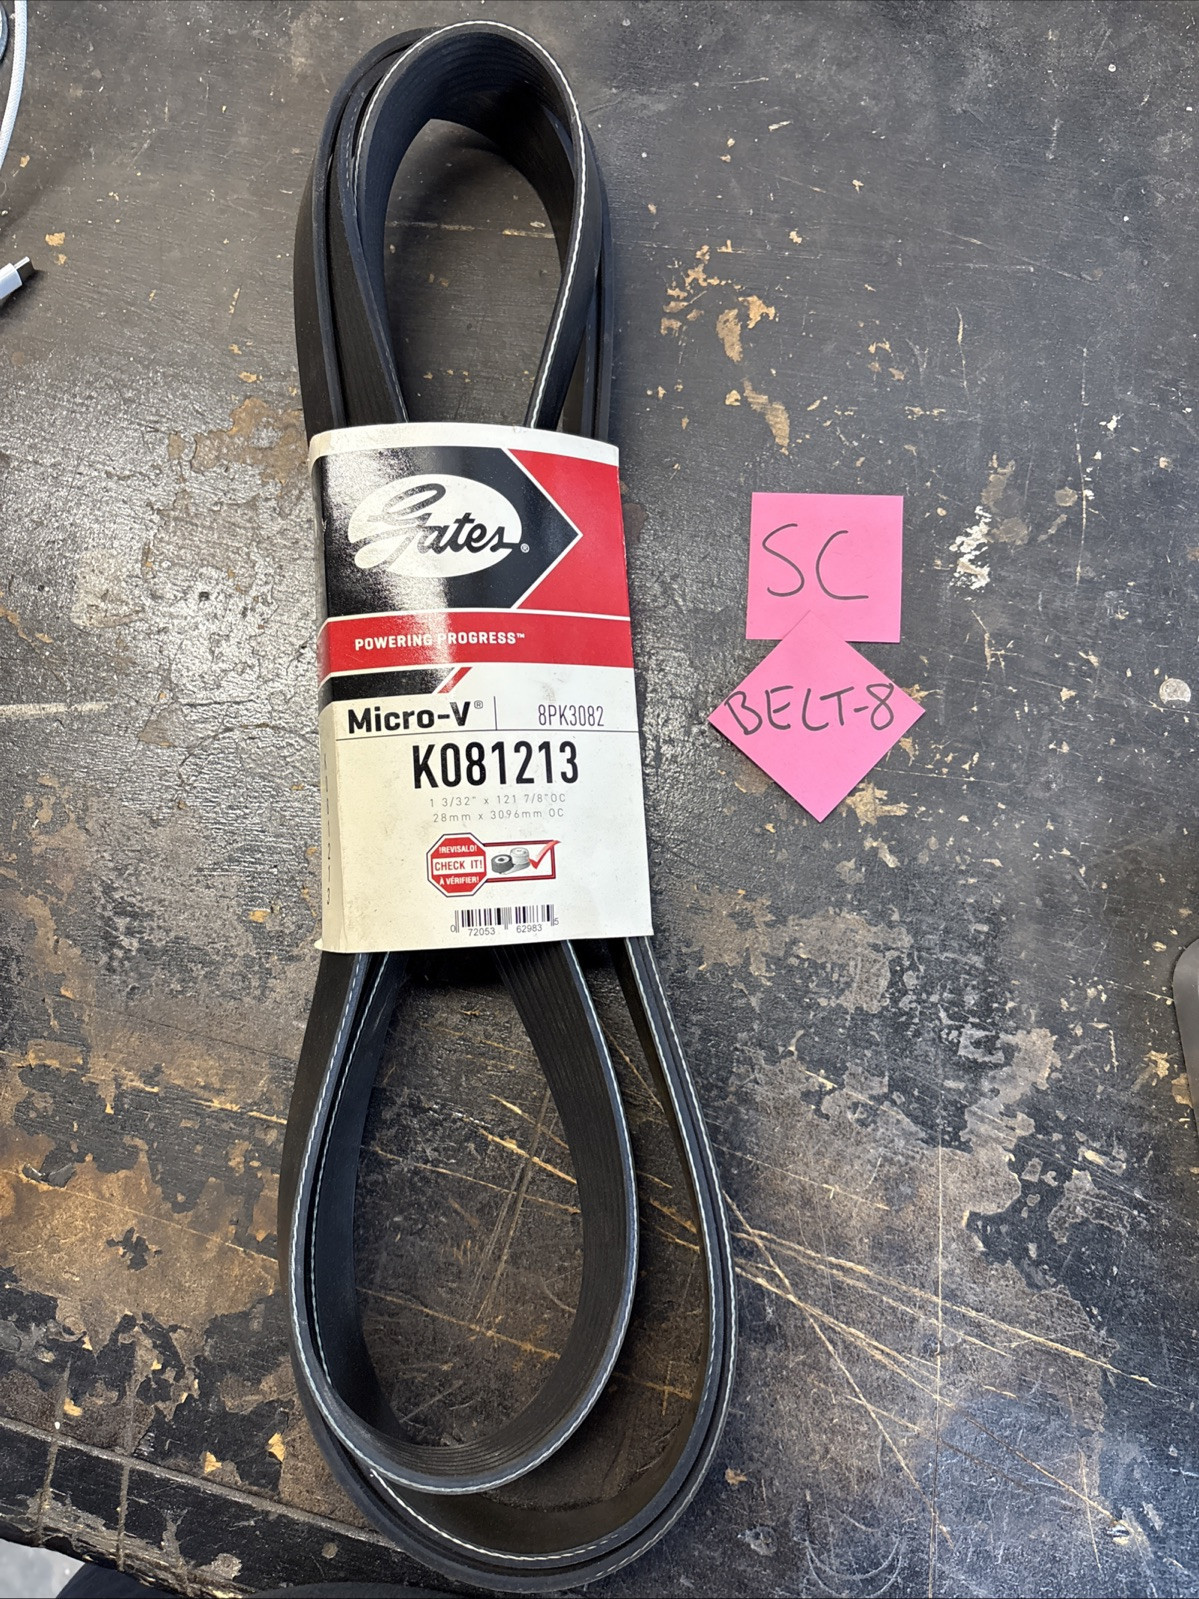 Gates®
POWERING PROGRESS™
Micro-V® 8PK3082
K081213
1 3/32" x 121 7/8"OC
28mm x 3096mm OC
¡REVISALO!
CHECK IT!
À VÉRIFIER!
0 72053 62983 5
SC
BELT-8